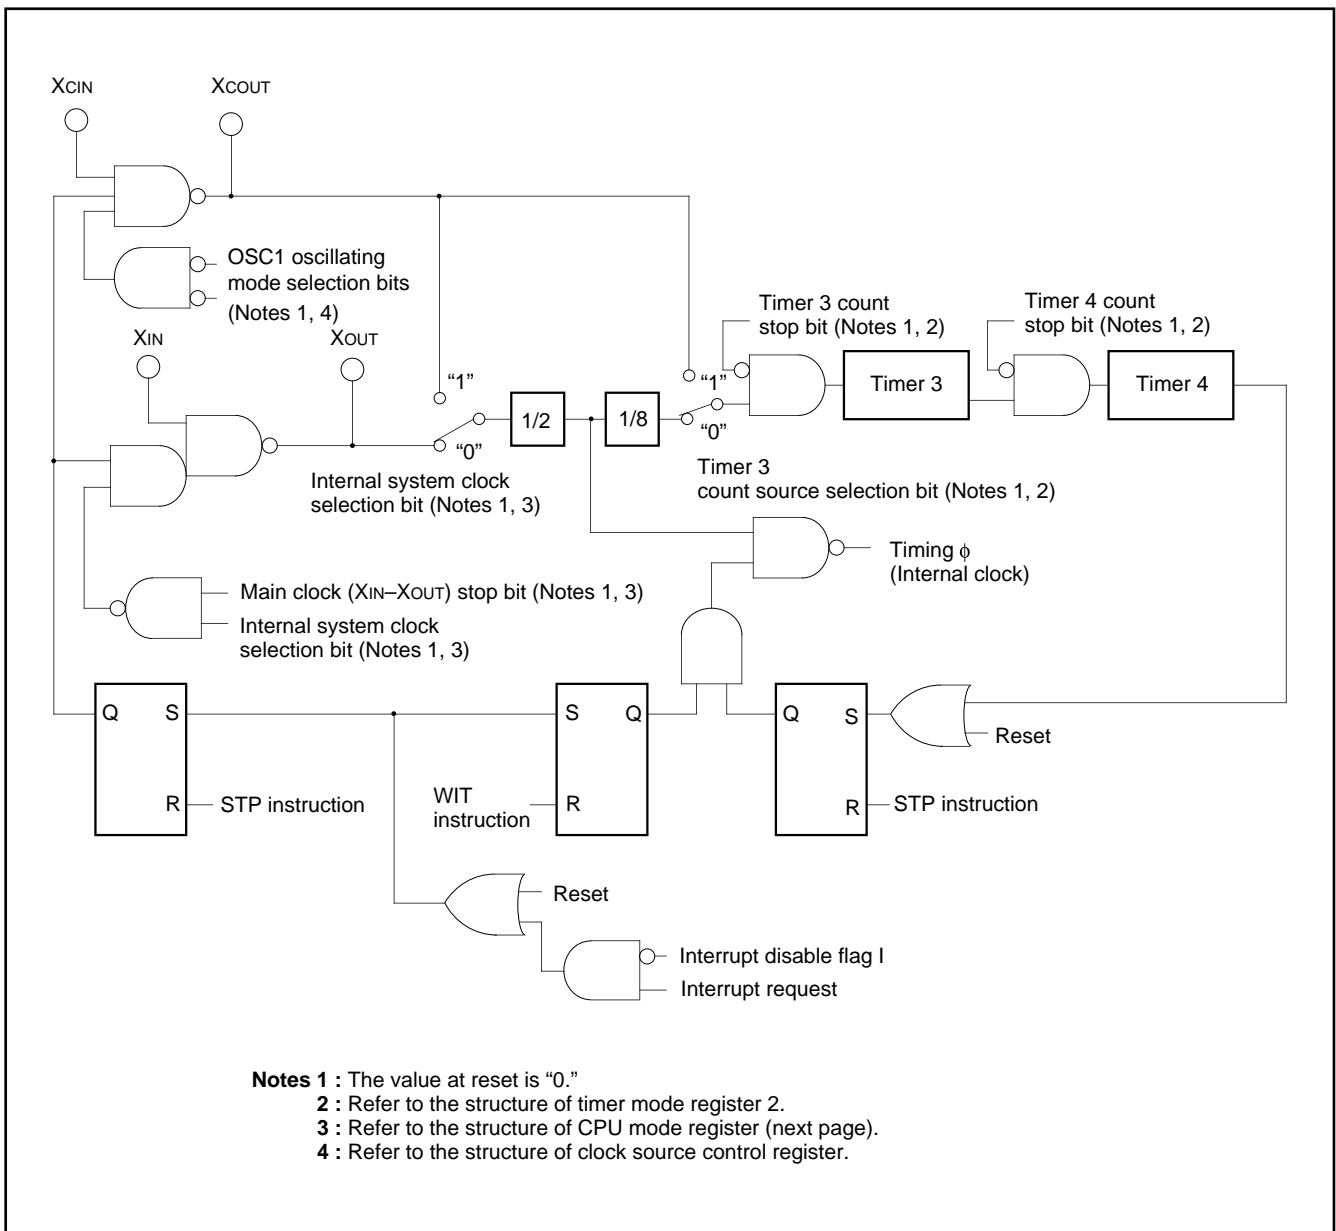 XCIN
XCOUT
OSC1 oscillating
mode selection bits
(Notes 1, 4)
XIN
XOUT
“1”
“0”
Internal system clock
selection bit (Notes 1, 3)
1/2
1/8
“1”
“0”
Timer 3
count source selection bit (Notes 1, 2)
Timer 3 count
stop bit (Notes 1, 2)
Timer 3
Timer 4 count
stop bit (Notes 1, 2)
Timer 4
Timing ϕ
(Internal clock)
Main clock (XIN–XOUT) stop bit (Notes 1, 3)
Internal system clock
selection bit (Notes 1, 3)
Q S
R
STP instruction
S Q
R
WIT
instruction
Q S
R
STP instruction
Reset
Reset
Interrupt disable flag I
Interrupt request
Notes 1 : The value at reset is “0.”
2 : Refer to the structure of timer mode register 2.
3 : Refer to the structure of CPU mode register (next page).
4 : Refer to the structure of clock source control register.